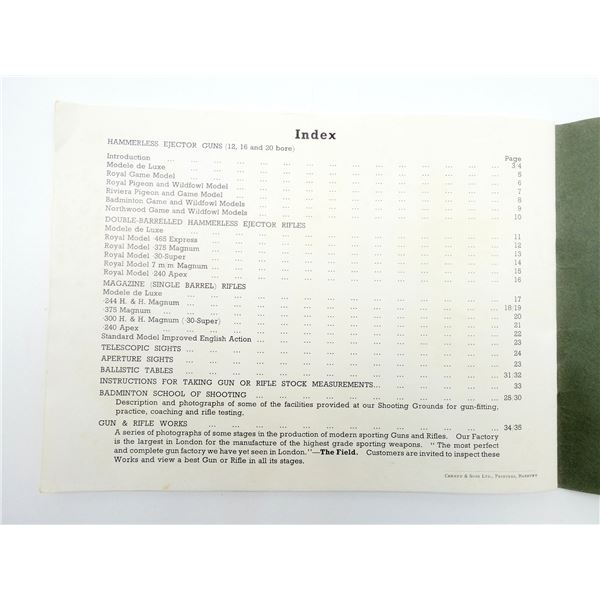 Index
HAMMERLESS EJECTOR GUNS (12, 16 and 20 bore)
Page
Introduction ... 3/4
Modele de Luxe ... 5
Royal Game Model ... 6
Royal Pigeon and Wildfowl Model ... 7
Riviera Pigeon and Game Model ... 8
Badminton Game and Wildfowl Models ... 9
Northwood Game and Wildfowl Models ... 10
DOUBLE-BARRELLED HAMMERLESS EJECTOR RIFLES
Modele de Luxe ... 11
Royal Model ·465 Express ... 12
Royal Model ·375 Magnum ... 13
Royal Model ·30-Super ... 14
Royal Model 7 m/m Magnum ... 15
Royal Model ·240 Apex ... 16
MAGAZINE (SINGLE BARREL) RIFLES
Modele de Luxe ... 17
·244 H. & H. Magnum ... 18/19
·375 Magnum ... 20
·300 H. & H. Magnum (·30-Super) ... 21
·240 Apex ... 22
Standard Model Improved English Action ... 23
TELESCOPIC SIGHTS ... 24
APERTURE SIGHTS ... 23
BALLISTIC TABLES ... 31/32
INSTRUCTIONS FOR TAKING GUN OR RIFLE STOCK MEASUREMENTS... 33
BADMINTON SCHOOL OF SHOOTING ... 25/30
Description and photographs of some of the facilities provided at our Shooting Grounds for gun-fitting,
practice, coaching and rifle testing.
GUN & RIFLE WORKS ... 34/35
A series of photographs of some stages in the production of modern sporting Guns and Rifles. Our Factory
is the largest in London for the manufacture of the highest grade sporting weapons. " The most perfect
and complete gun factory we have yet seen in London."—The Field. Customers are invited to inspect these
Works and view a best Gun or Rifle in all its stages.
Cheney & Sons Ltd., Printers, Banbury